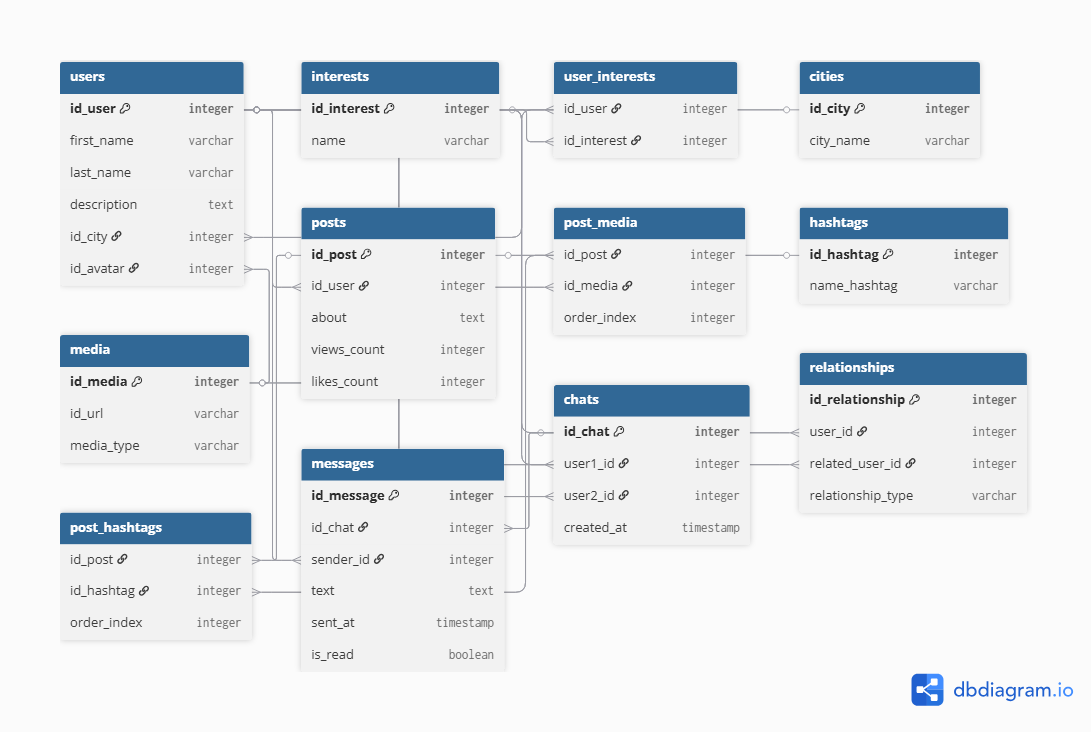 users
id_user integer
first_name varchar
last_name varchar
description text
id_city integer
id_avatar integer
interests
id_interest integer
name varchar
user_interests
id_user integer
id_interest integer
cities
id_city integer
city_name varchar
posts
id_post integer
id_user integer
about text
views_count integer
likes_count integer
post_media
id_post integer
id_media integer
order_index integer
hashtags
id_hashtag integer
name_hashtag varchar
media
id_media integer
id_url varchar
media_type varchar
chats
id_chat integer
user1_id integer
user2_id integer
created_at timestamp
relationships
id_relationship integer
user_id integer
related_user_id integer
relationship_type varchar
messages
id_message integer
id_chat integer
sender_id integer
text text
sent_at timestamp
is_read boolean
post_hashtags
id_post integer
id_hashtag integer
order_index integer
dbdiagram.io